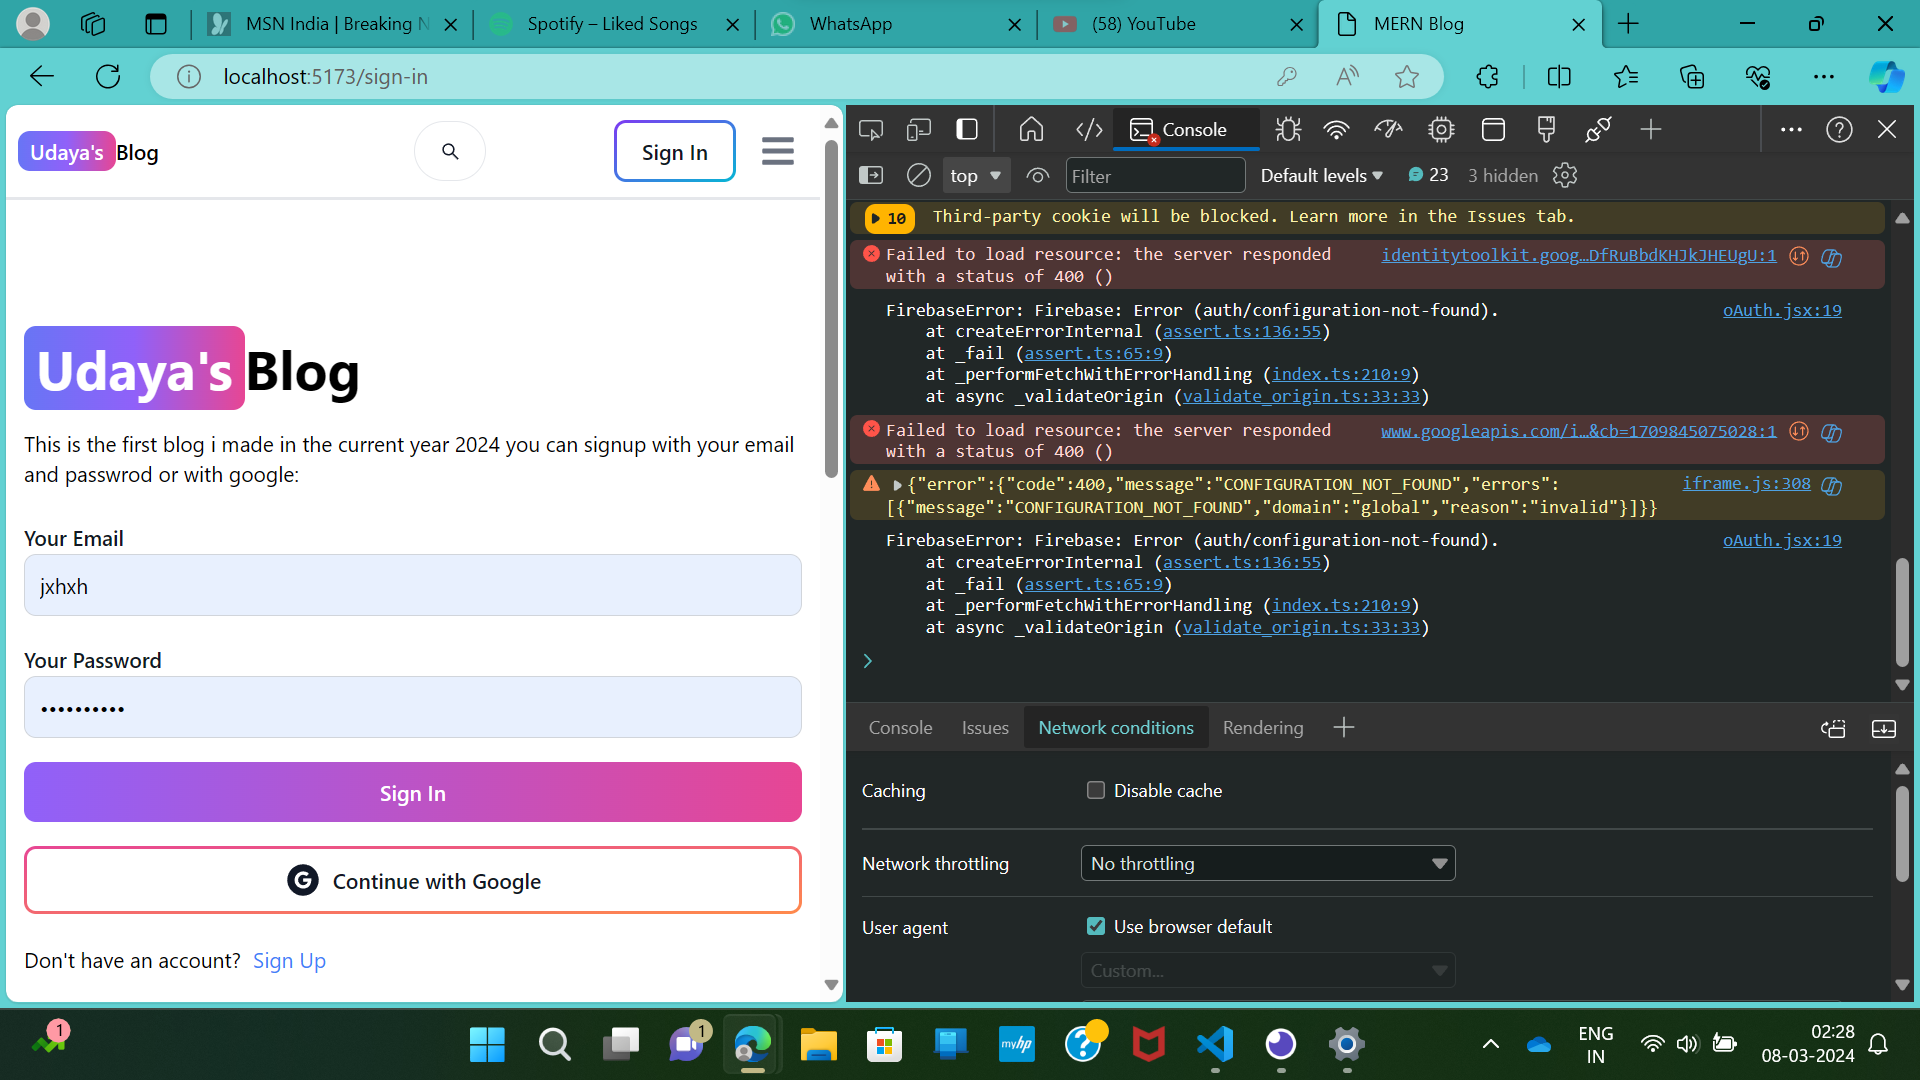 MSN India | Breaking N
Spotify – Liked Songs
WhatsApp
(58) YouTube
MERN Blog
localhost:5173/sign-in
Udaya's Blog
Sign In
Udaya's Blog
This is the first blog i made in the current year 2024 you can signup with your email
and passwrod or with google:
Your Email
jxhxh
Your Password
••••••••••
Sign In
Continue with Google
Don't have an account? Sign Up
Console
top
Filter
Default levels
23
3 hidden
10 Third-party cookie will be blocked. Learn more in the Issues tab.
Failed to load resource: the server responded identitytoolkit.goog…DfRuBbdKHJkJHEUgU:1
with a status of 400 ()
FirebaseError: Firebase: Error (auth/configuration-not-found). oAuth.jsx:19
at createErrorInternal (assert.ts:136:55)
at _fail (assert.ts:65:9)
at _performFetchWithErrorHandling (index.ts:210:9)
at async _validateOrigin (validate_origin.ts:33:33)
Failed to load resource: the server responded www.googleapis.com/i…&cb=1709845075028:1
with a status of 400 ()
{"error":{"code":400,"message":"CONFIGURATION_NOT_FOUND","errors": iframe.js:308
[{"message":"CONFIGURATION_NOT_FOUND","domain":"global","reason":"invalid"}]}}
FirebaseError: Firebase: Error (auth/configuration-not-found). oAuth.jsx:19
at createErrorInternal (assert.ts:136:55)
at _fail (assert.ts:65:9)
at _performFetchWithErrorHandling (index.ts:210:9)
at async _validateOrigin (validate_origin.ts:33:33)
Console
Issues
Network conditions
Rendering
Caching
Disable cache
Network throttling
No throttling
User agent
Use browser default
Custom...
1
1
myhp
ENG
IN
02:28
08-03-2024